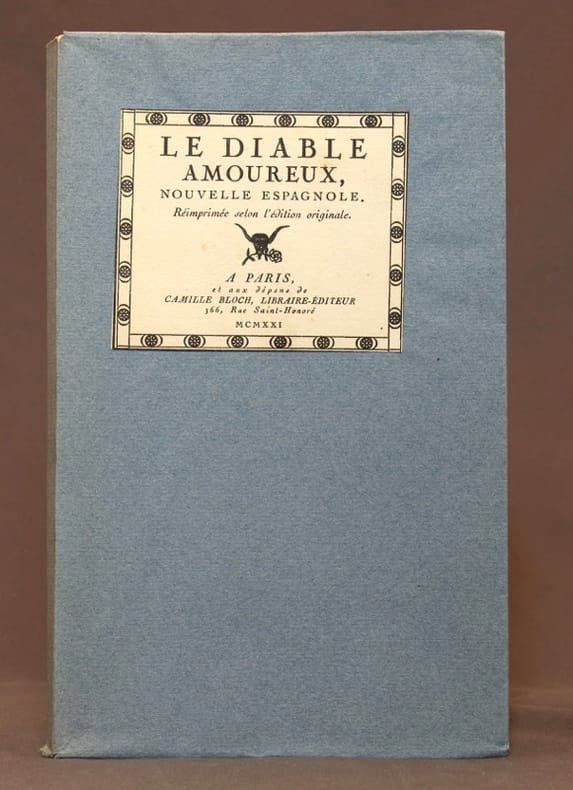 LE DIABLE
AMOUREUX,
NOUVELLE ESPAGNOLE.
Réimprimée selon l'édition originale.
A PARIS,
et aux dépens de
CAMILLE BLOCH, LIBRAIRE-ÉDITEUR
366, Rue Saint-Honoré
MCMXXI